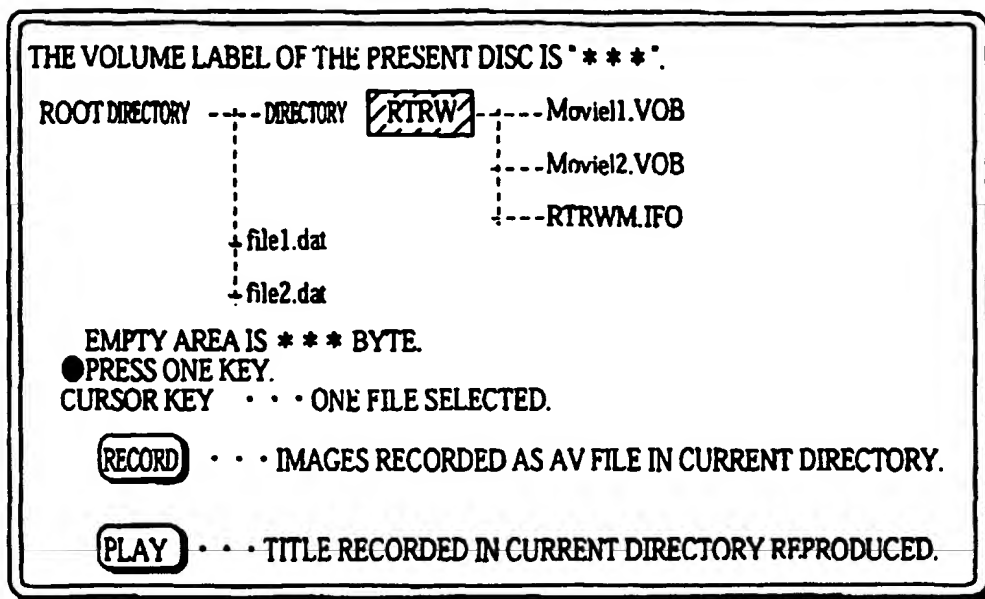 THE VOLUME LABEL OF THE PRESENT DISC IS "* * *".
ROOT DIRECTORY DIRECTORY RTRW Moviel1.VOB
Moviel2.VOB
RTRWM.IFO
file1.dat
file2.dat
EMPTY AREA IS * * * BYTE.
●PRESS ONE KEY.
CURSOR KEY · · · ONE FILE SELECTED.
RECORD · · · IMAGES RECORDED AS AV FILE IN CURRENT DIRECTORY.
PLAY · · · TITLE RECORDED IN CURRENT DIRECTORY REPRODUCED.